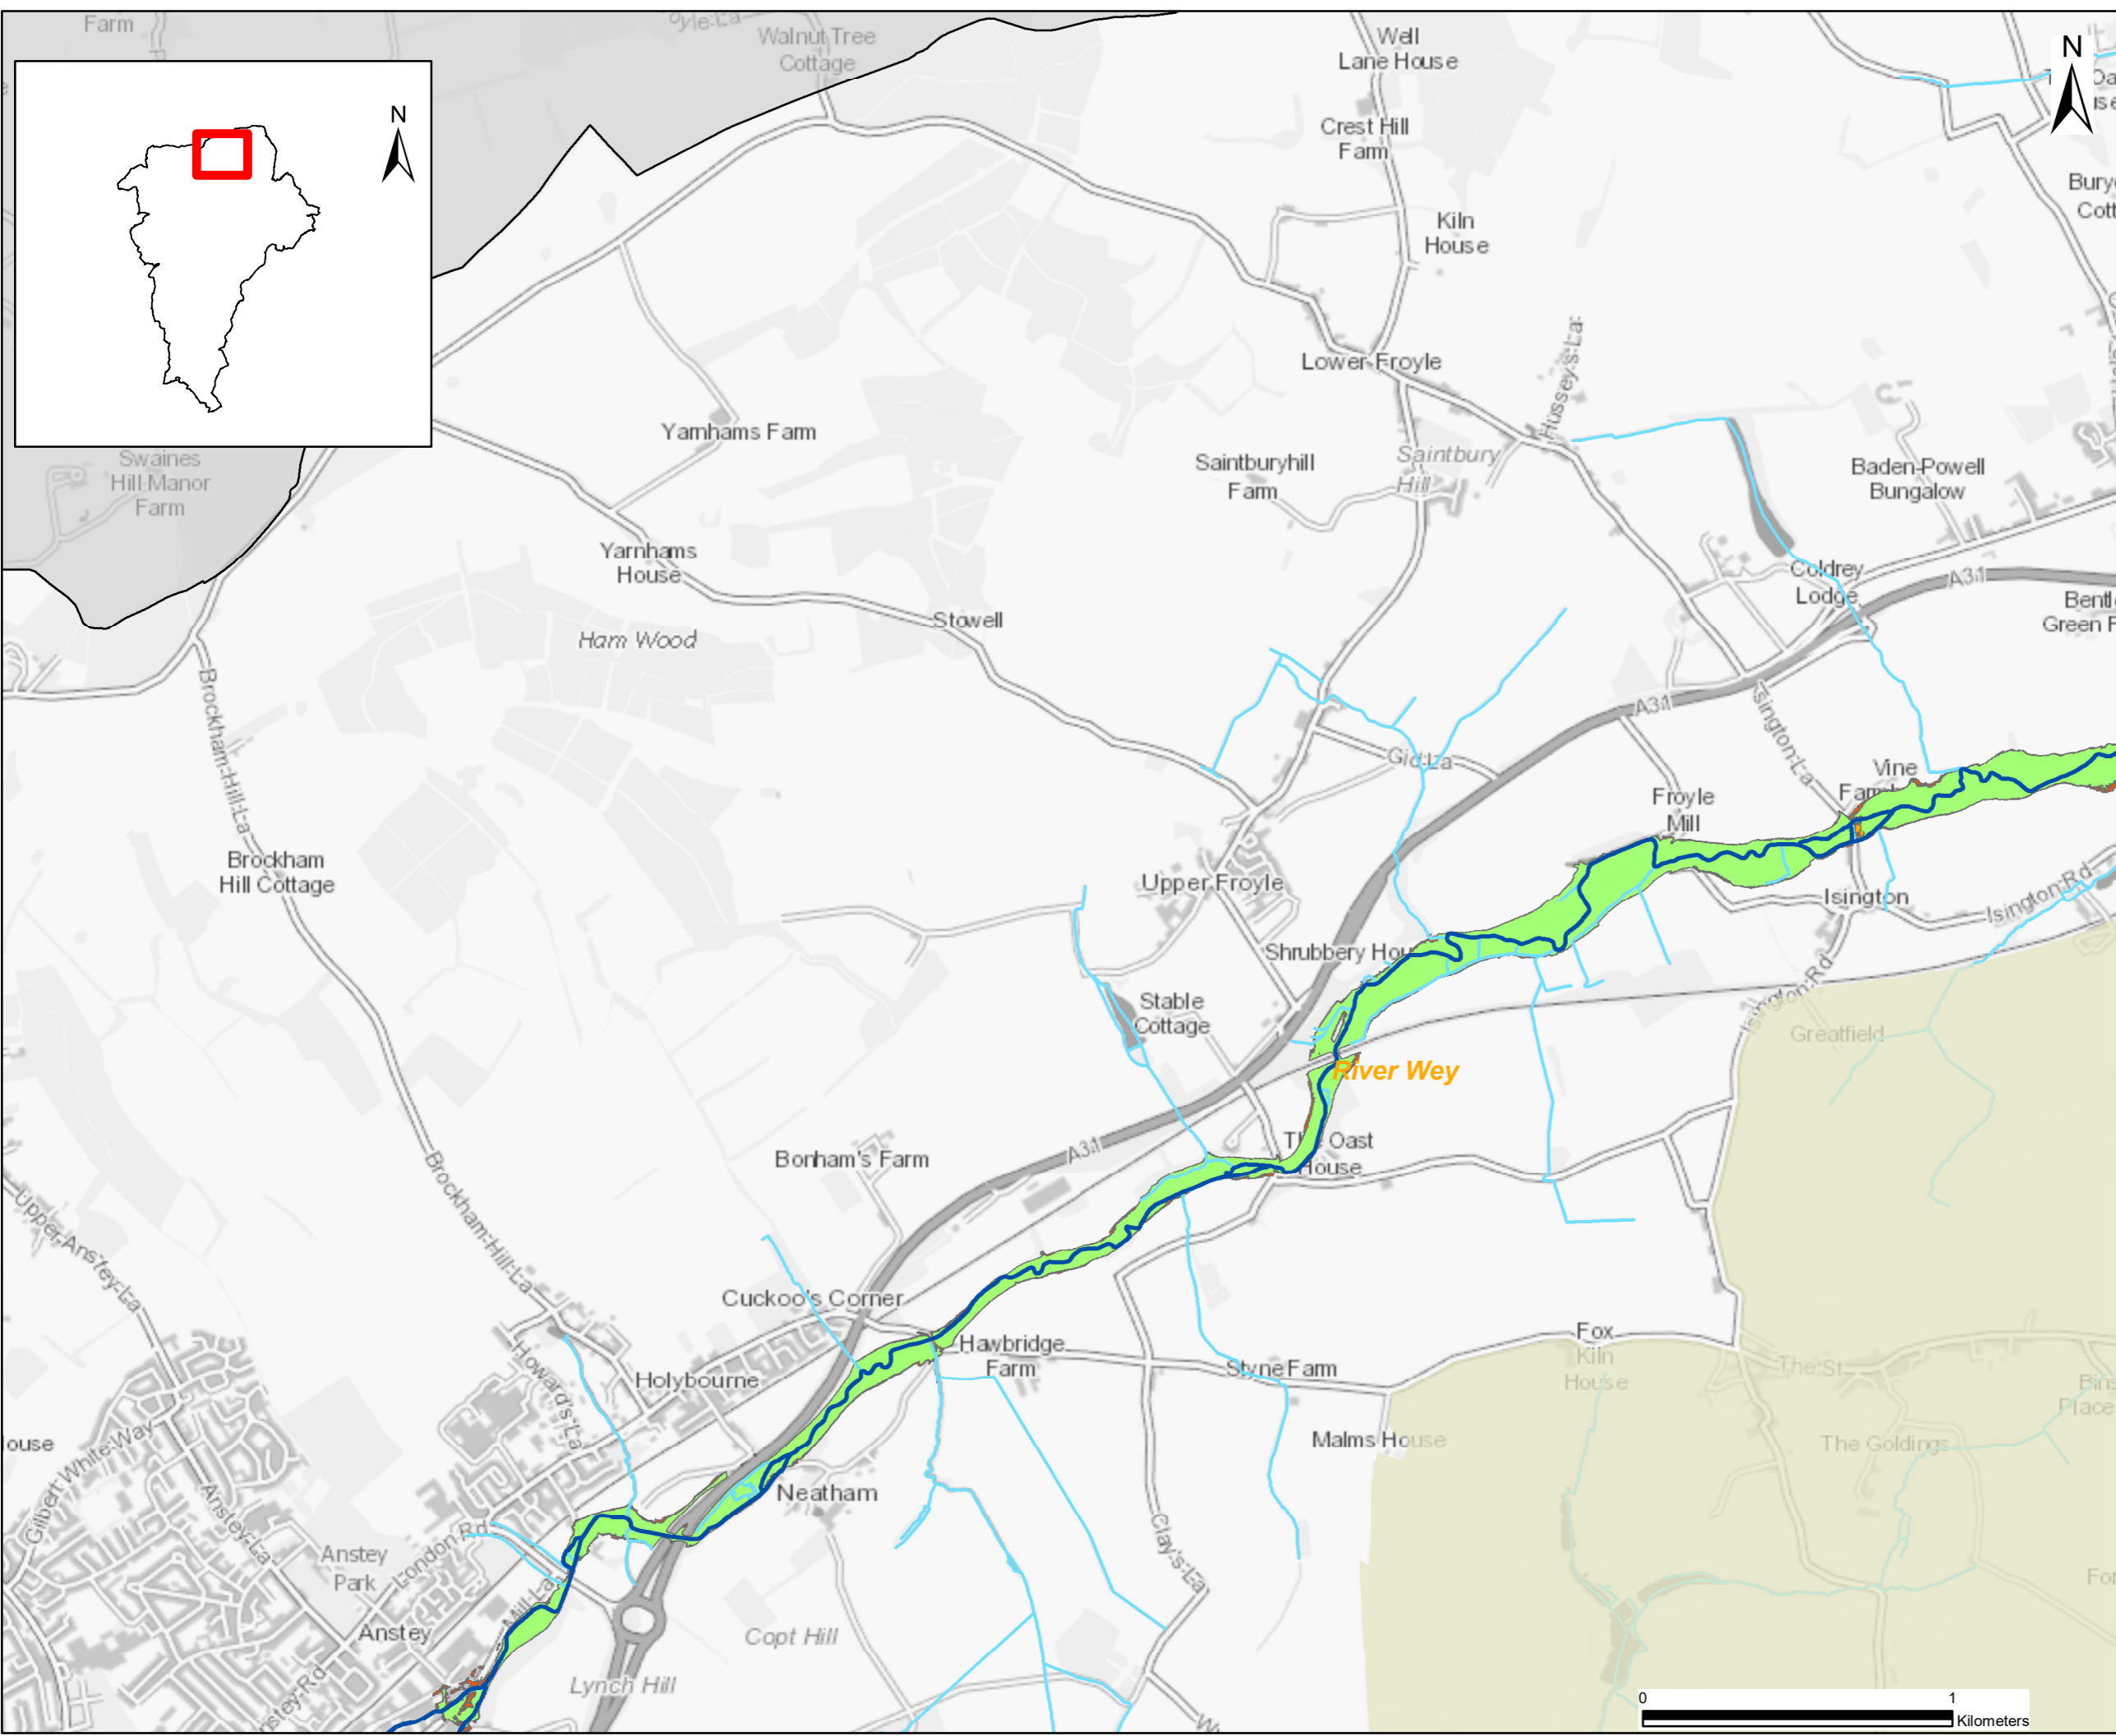 Farm
Walnut Tree
Cottage
Well
Lane House
N
N
Crest Hill
Farm
Kiln
House
Lower Froyle
Hussey's La
Yarnhams Farm
Saintburyhill
Farm
Saintbury
Hill
Baden-Powell
Bungalow
Swaines
Hill Manor
Farm
Yarnhams
House
Coldrey
Lodge
A31
Stowell
Ham Wood
Brockham-Hill-La
A31
Isington-La
Gid La
Vine
Froyle
Mill
Brockham
Hill Cottage
Upper Froyle
Isington
Isington Rd
Shrubbery Hou
Stable
Cottage
Isington Rd
Greatfield
River Wey
A31
Bonham's Farm
House
Upper-Anstey-La
Brockham-Hill-La
Cuckoo's Corner
Hawbridge
Farm
Fox
Kiln
House
The St
Styne Farm
Howard's La
Holybourne
Place
Malms House
The Goldings
Gilbert White Way
Neatham
Anstey-La
London Rd
Anstey
Park
Clay's La
Mill-La
Anstey
Copt Hill
Lynch Hill
0 1
Kilometers